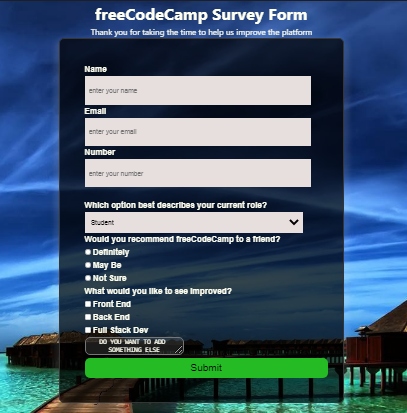 freeCodeCamp Survey Form
Thank you for taking the time to help us improve the platform
Name
enter your name
Email
enter your email
Number
enter your number
Which option best describes your current role?
Student
Would you recommend freeCodeCamp to a friend?
Definitely
May Be
Not Sure
What would you like to see improved?
Front End
Back End
Full Stack Dev
DO YOU WANT TO ADD
SOMETHING ELSE
Submit